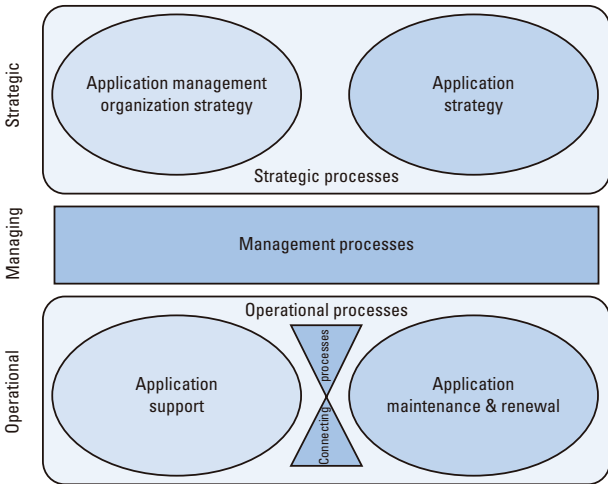 Strategic
Application management
organization strategy
Application
strategy
Strategic processes
Managing
Management processes
Operational
Operational processes
Application
support
Connecting processes
Application
maintenance & renewal